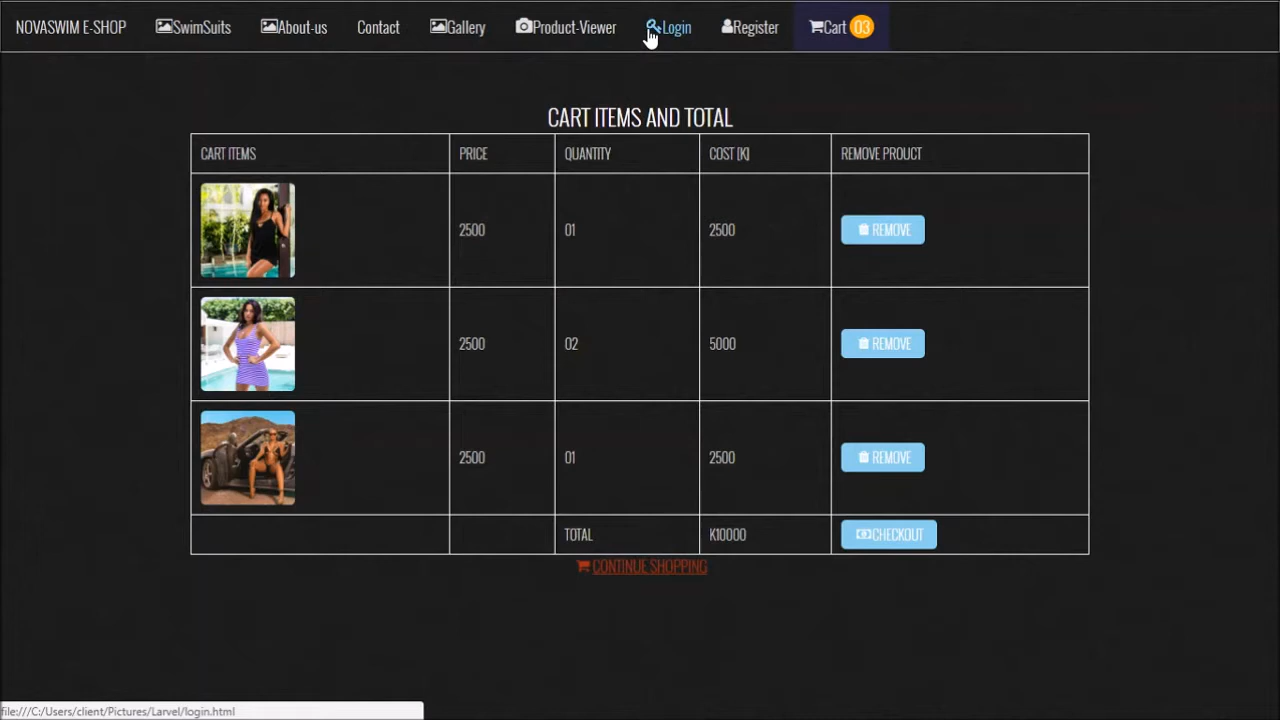 NOVASWIM E-SHOP SwimSuits About-us Contact Gallery Product-Viewer Login Register Cart 03
CART ITEMS AND TOTAL
CART ITEMS PRICE QUANTITY COST [K] REMOVE PROUCT
2500 01 2500 REMOVE
2500 02 5000 REMOVE
2500 01 2500 REMOVE
TOTAL K10000 CHECKOUT
CONTINUE SHOPPING
file:///C:/Users/client/Pictures/Larvel/login.html